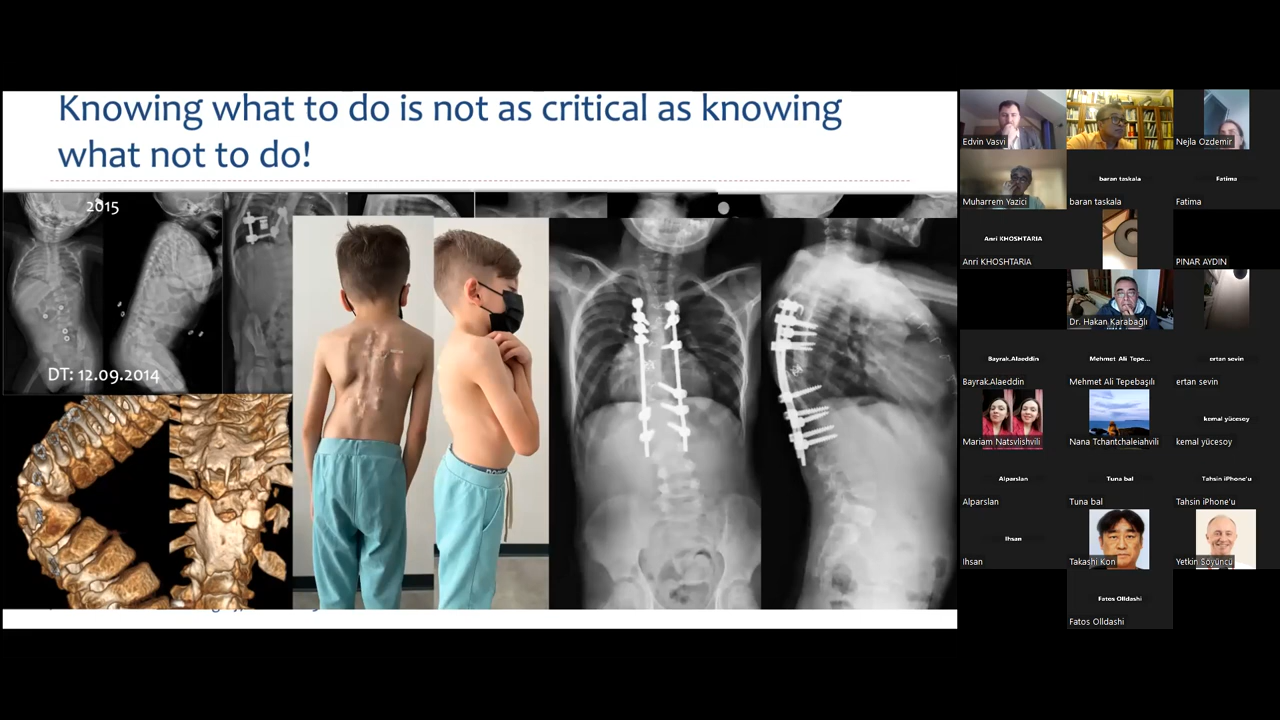 Knowing what to do is not as critical as knowing
what not to do!
2015
DT: 12.09.2014
Edvin Vasvi
Nejla Ozdemir
Muharrem Yazici
baran taskala
baran taskala
Fatima
Fatima
Anri KHOSHTARIA
Anri KHOSHTARIA
PINAR AYDIN
Dr. Hakan Karabağlı
Bayrak.Alaeddin
Bayrak.Alaeddin
Mehmet Ali Tepe...
Mehmet Ali Tepebaşılı
ertan sevin
ertan sevin
Mariam Natsvlishvili
Nana Tchantchaleiahvili
kemal yücesoy
kemal yücesoy
Alparslan
Alparslan
Tuna bal
Tuna bal
Tahsin iPhone'u
Tahsin iPhone'u
Ihsan
Ihsan
Takashi Kon
Yetkin Söyüncü
Fatos Olldashi
Fatos Olldashi